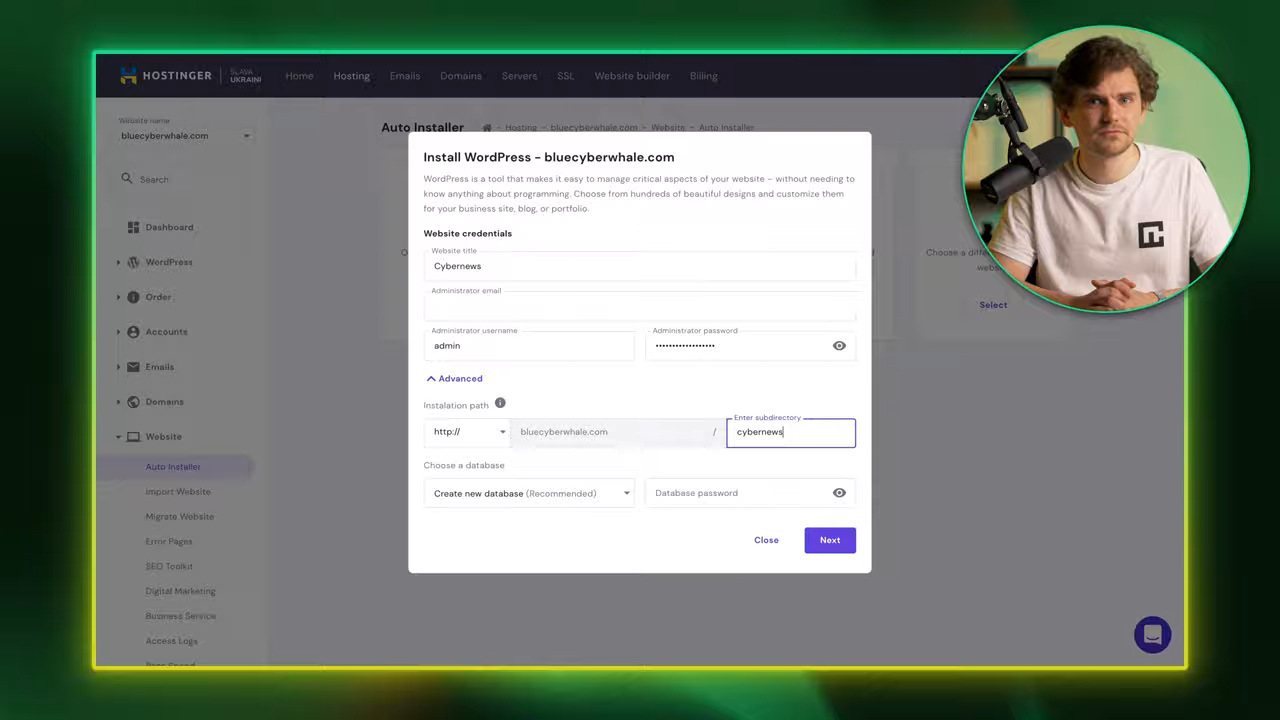 HOSTINGER
SLAVA
UKRAINI
Home
Hosting
Emails
Domains
Servers
SSL
Website builder
Billing
Website name
bluecyberwhale.com
Search
Dashboard
WordPress
Order
Accounts
Emails
Domains
Website
Auto Installer
Import Website
Migrate Website
Error Pages
SEO Toolkit
Digital Marketing
Business Service
Access Logs
Page Speed
Auto Installer
Hosting - bluecyberwhale.com - Website - Auto Installer
Install WordPress - bluecyberwhale.com
WordPress is a tool that makes it easy to manage critical aspects of your website – without needing to
know anything about programming. Choose from hundreds of beautiful designs and customize them
for your business site, blog, or portfolio.
Website credentials
Website title
Cybernews
Administrator email
Administrator username
admin
Administrator password
••••••••••••••••••
Advanced
Instalation path
http://
bluecyberwhale.com
/
Enter subdirectory
cybernews
Choose a database
Create new database (Recommended)
Database password
Close
Next
Choose a
Select